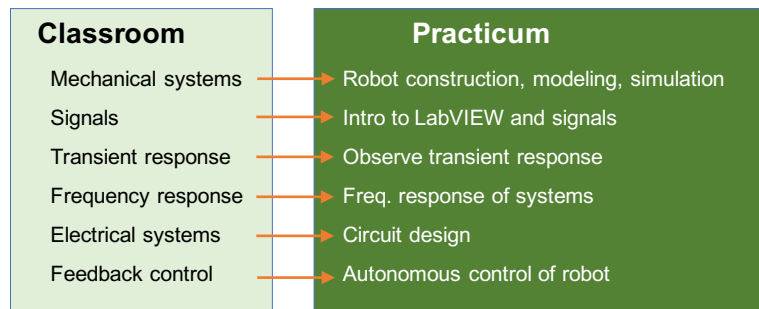 Classroom
Mechanical systems
Signals
Transient response
Frequency response
Electrical systems
Feedback control
Practicum
Robot construction, modeling, simulation
Intro to LabVIEW and signals
Observe transient response
Freq. response of systems
Circuit design
Autonomous control of robot